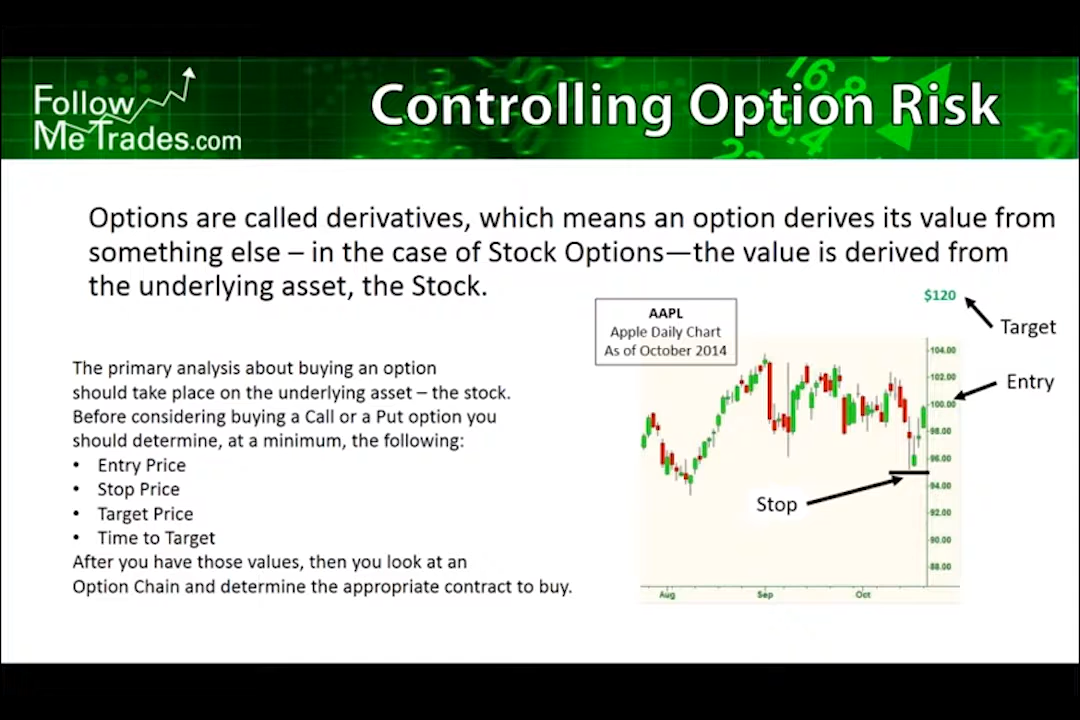 Follow
Me Trades.com
Controlling Option Risk
Options are called derivatives, which means an option derives its value from
something else – in the case of Stock Options—the value is derived from
the underlying asset, the Stock.
The primary analysis about buying an option
should take place on the underlying asset – the stock.
Before considering buying a Call or a Put option you
should determine, at a minimum, the following:
• Entry Price
• Stop Price
• Target Price
• Time to Target
After you have those values, then you look at an
Option Chain and determine the appropriate contract to buy.
AAPL
Apple Daily Chart
As of October 2014
$120
Target
Entry
Stop
104.00
102.00
100.00
98.00
96.00
94.00
92.00
90.00
88.00
Aug Sep Oct